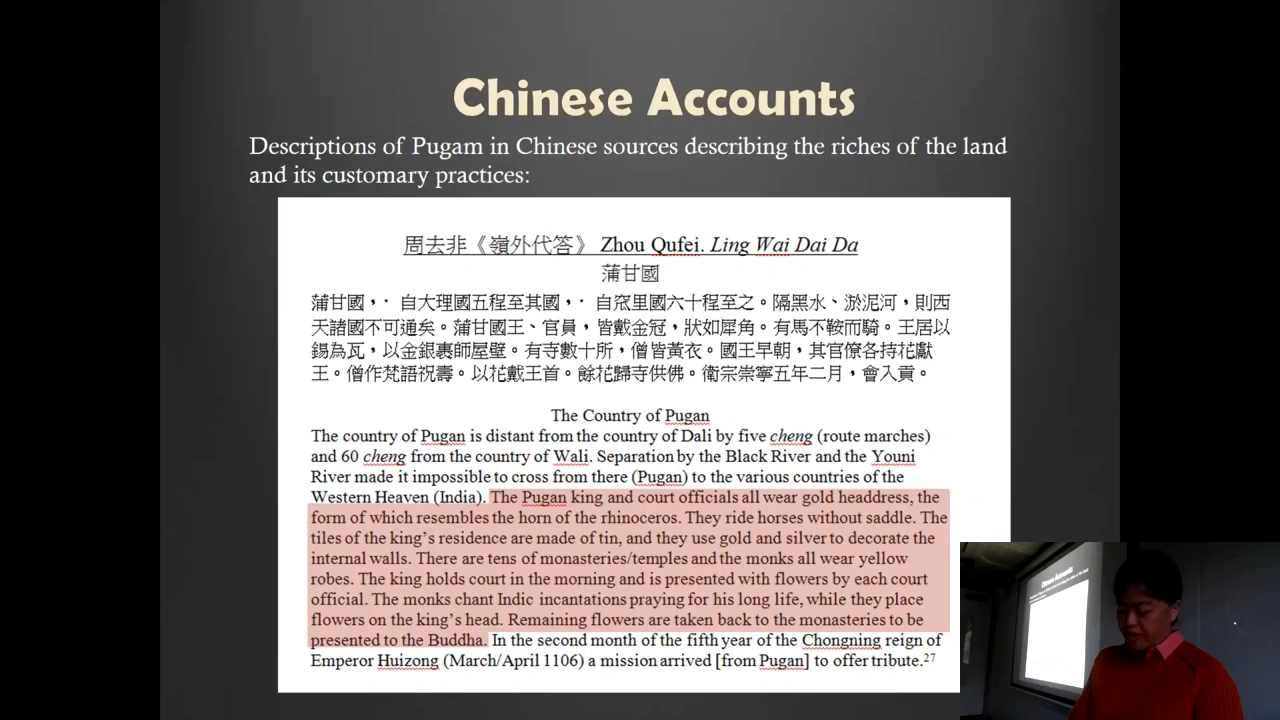 Chinese Accounts
Descriptions of Pugam in Chinese sources describing the riches of the land
and its customary practices:
周去非《嶺外代答》 Zhou Qufei. Ling Wai Dai Da
蒲甘國
蒲甘國，‧ 自大理國五程至其國，‧ 自窊里國六十程至之。隔黑水、淤泥河，則西
天諸國不可通矣。蒲甘國王、官員，皆戴金冠，狀如犀角。有馬不鞍而騎。王居以
錫為瓦，以金銀裹師屋壁。有寺數十所，僧皆黃衣。國王早朝，其官僚各持花獻
王。僧作梵語祝壽。以花戴王首。餘花歸寺供佛。衛宗崇寧五年二月，會入貢。
The Country of Pugan
The country of Pugan is distant from the country of Dali by five cheng (route marches)
and 60 cheng from the country of Wali. Separation by the Black River and the Youni
River made it impossible to cross from there (Pugan) to the various countries of the
Western Heaven (India). The Pugan king and court officials all wear gold headdress, the
form of which resembles the horn of the rhinoceros. They ride horses without saddle. The
tiles of the king's residence are made of tin, and they use gold and silver to decorate the
internal walls. There are tens of monasteries/temples and the monks all wear yellow
robes. The king holds court in the morning and is presented with flowers by each court
official. The monks chant Indic incantations praying for his long life, while they place
flowers on the king's head. Remaining flowers are taken back to the monasteries to be
presented to the Buddha. In the second month of the fifth year of the Chongning reign of
Emperor Huizong (March/April 1106) a mission arrived [from Pugan] to offer tribute.27
Chinese Accounts